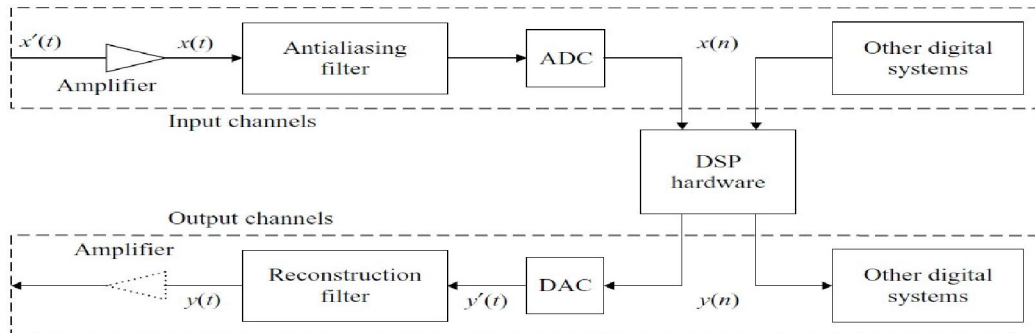 x′(t)
x(t)
Amplifier
Antialiasing
filter
ADC
x(n)
Other digital
systems
Input channels
DSP
hardware
Output channels
Amplifier
y(t)
Reconstruction
filter
y′(t)
DAC
y(n)
Other digital
systems